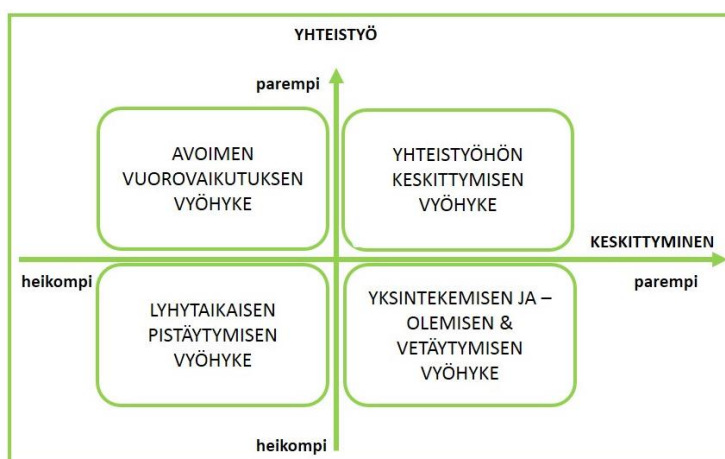 YHTEISTYÖ
parempi
AVOIMEN
VUOROVAIKUTUKSEN
VYÖHYKE
YHTEISTYÖHÖN
KESKITTYMISEN
VYÖHYKE
KESKITTYMINEN
heikompi
parempi
LYHYTAIKAISEN
PISTÄYTYMISEN
VYÖHYKE
YKSINTEKEMISEN JA –
OLEMISEN &
VETÄYTYMISEN
VYÖHYKE
heikompi